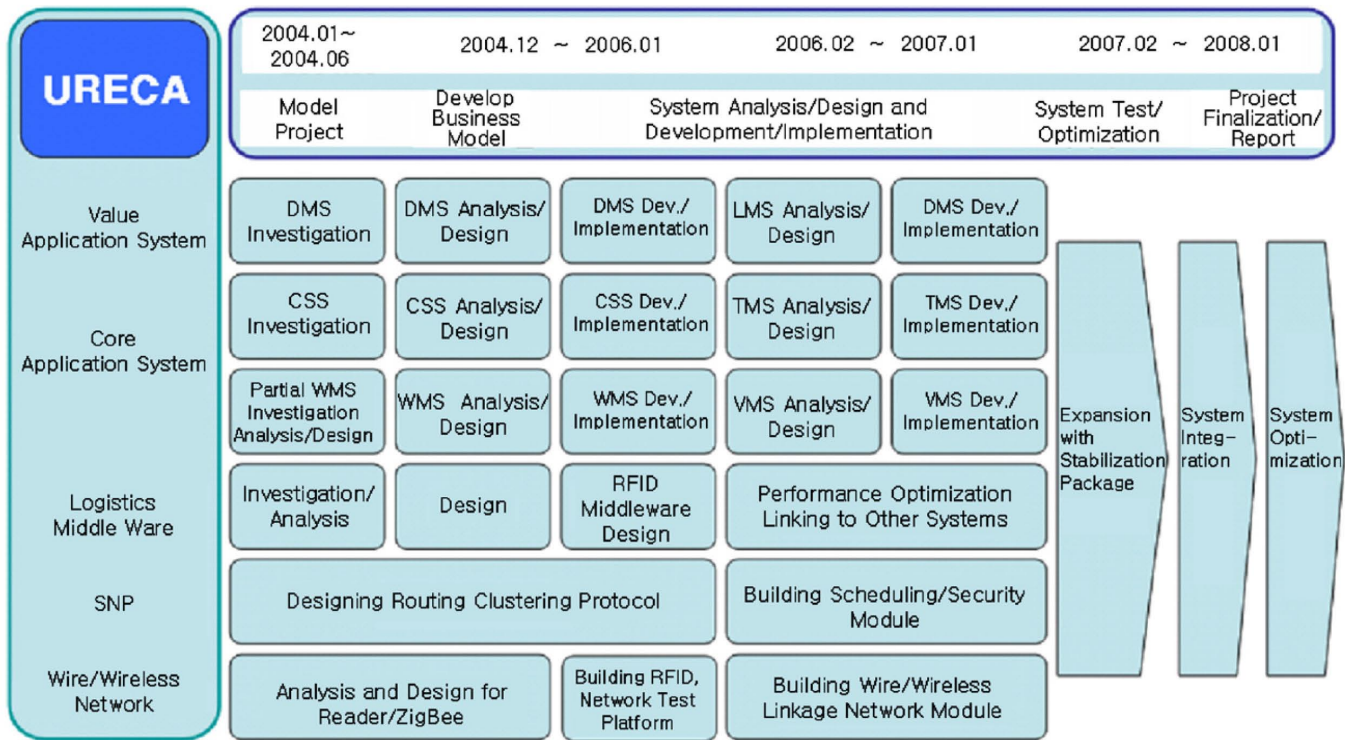 URECA
2004.01~
2004.06
2004.12 ~ 2006.01
2006.02 ~ 2007.01
2007.02 ~ 2008.01
Model
Project
Develop
Business
Model
System Analysis/Design and
Development/Implementation
System Test/
Optimization
Project
Finalization/
Report
Value
Application System
DMS
Investigation
DMS Analysis/
Design
DMS Dev./
Implementation
LMS Analysis/
Design
DMS Dev./
Implementation
Core
Application System
CSS
Investigation
CSS Analysis/
Design
CSS Dev./
Implementation
TMS Analysis/
Design
TMS Dev./
Implementation
Partial WMS
Investigation
Analysis/Design
WMS Analysis/
Design
WMS Dev./
Implementation
VMS Analysis/
Design
VMS Dev./
Implementation
Expansion
with
Stabilization
Package
System
Integ-
ration
System
Opti-
mization
Logistics
Middle Ware
Investigation/
Analysis
Design
RFID
Middleware
Design
Performance Optimization
Linking to Other Systems
SNP
Designing Routing Clustering Protocol
Building Scheduling/Security
Module
Wire/Wireless
Network
Analysis and Design for
Reader/ZigBee
Building RFID,
Network Test
Platform
Building Wire/Wireless
Linkage Network Module